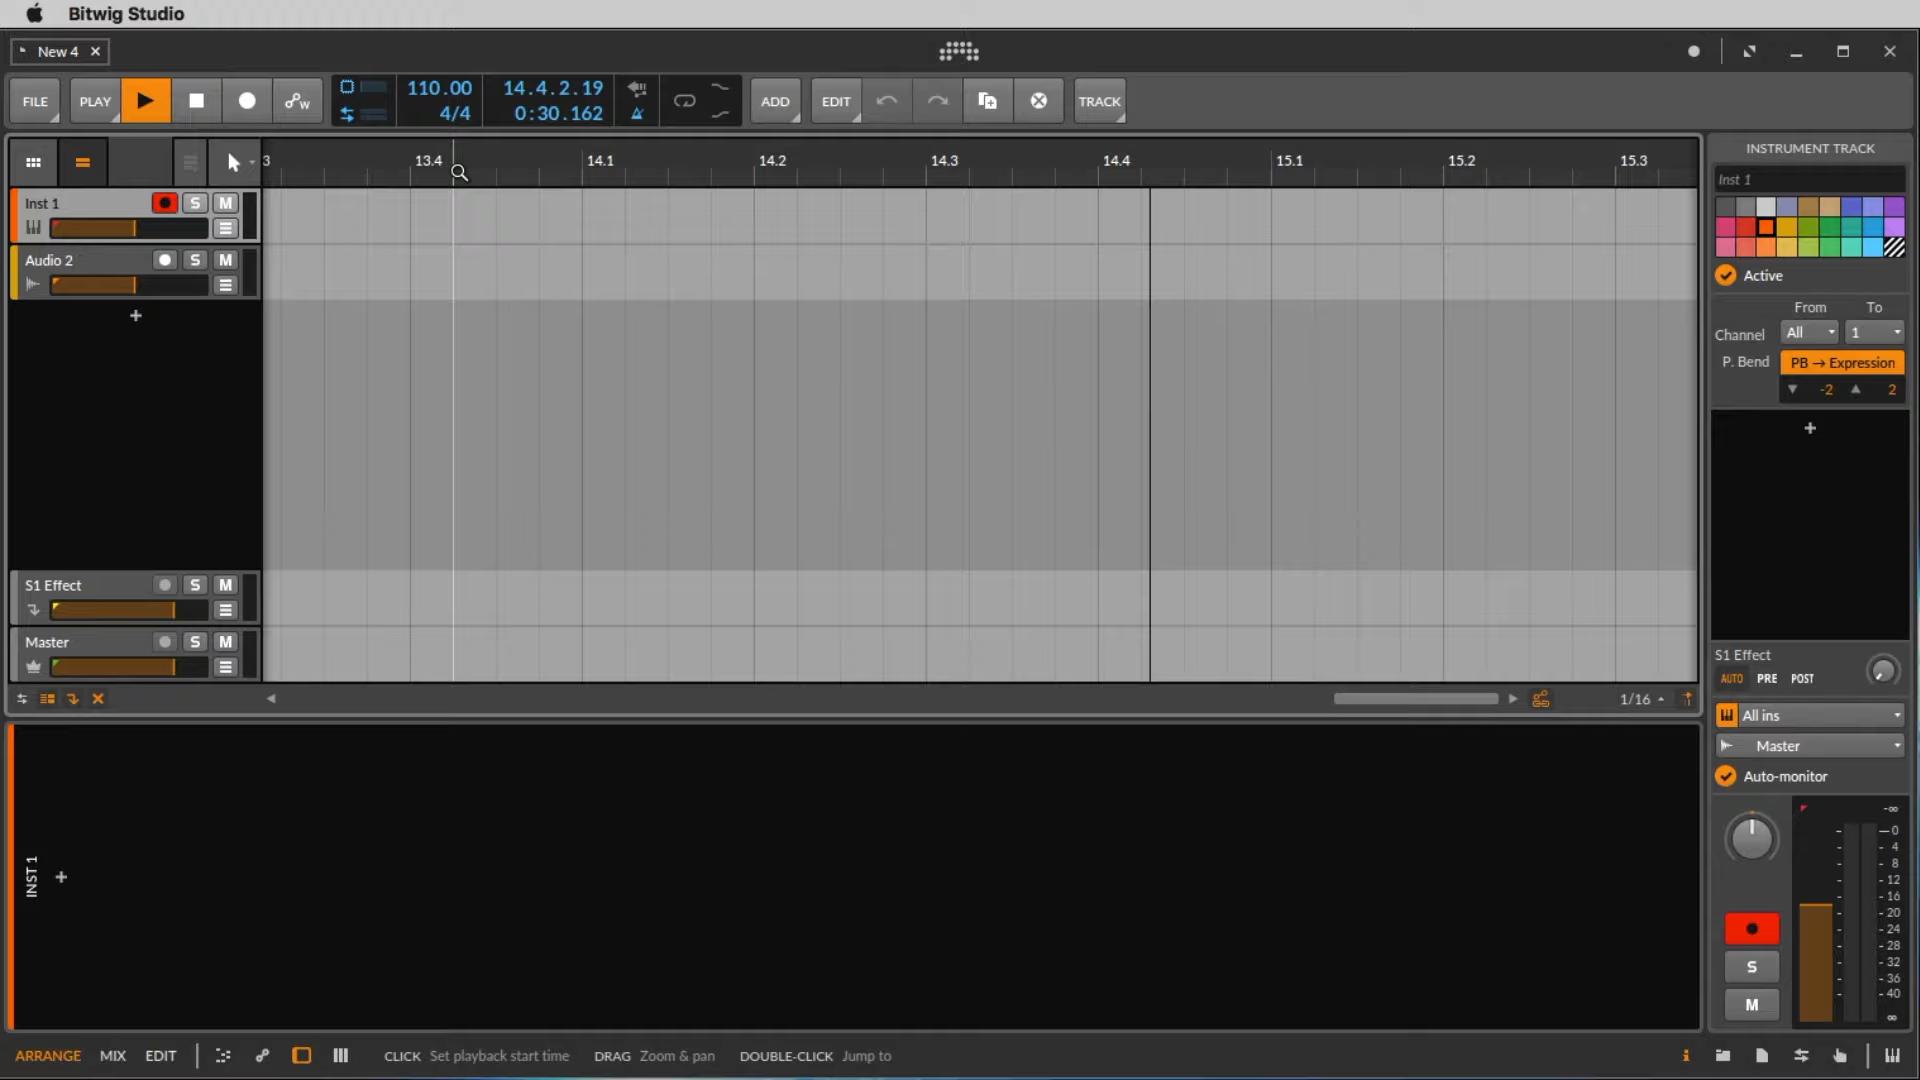 Bitwig Studio
New 4
FILE PLAY 110.00 4/4 14.4.2.19 0:30.162 ADD EDIT TRACK
3 13.4 14.1 14.2 14.3 14.4 15.1 15.2 15.3
Inst 1 S M
Audio 2 S M
+
S1 Effect S M
Master S M
1/16
INST 1 +
INSTRUMENT TRACK
Inst 1
Active
From To
Channel All 1
P. Bend PB → Expression
-2 2
+
S1 Effect
AUTO PRE POST
All ins
Master
Auto-monitor
-∞
0
4
8
12
16
20
24
28
32
36
40
∞
S
M
ARRANGE MIX EDIT CLICK Set playback start time DRAG Zoom & pan DOUBLE-CLICK Jump to